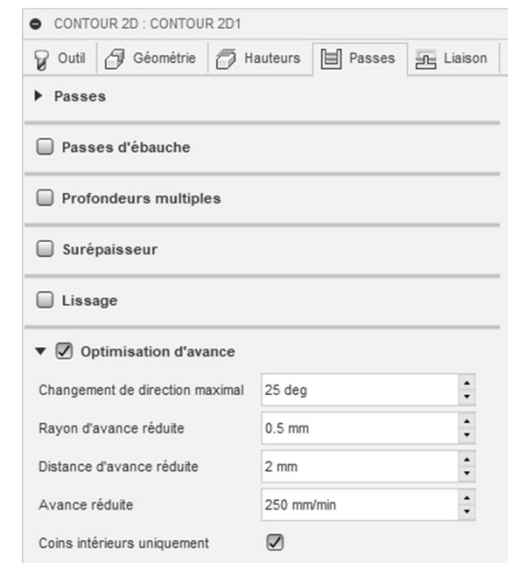 CONTOUR 2D : CONTOUR 2D1
Outil Géométrie Hauteurs Passes Liaison
Passes
Passes d'ébauche
Profondeurs multiples
Surépaisseur
Lissage
Optimisation d'avance
Changement de direction maximal 25 deg
Rayon d'avance réduite 0.5 mm
Distance d'avance réduite 2 mm
Avance réduite 250 mm/min
Coins intérieurs uniquement